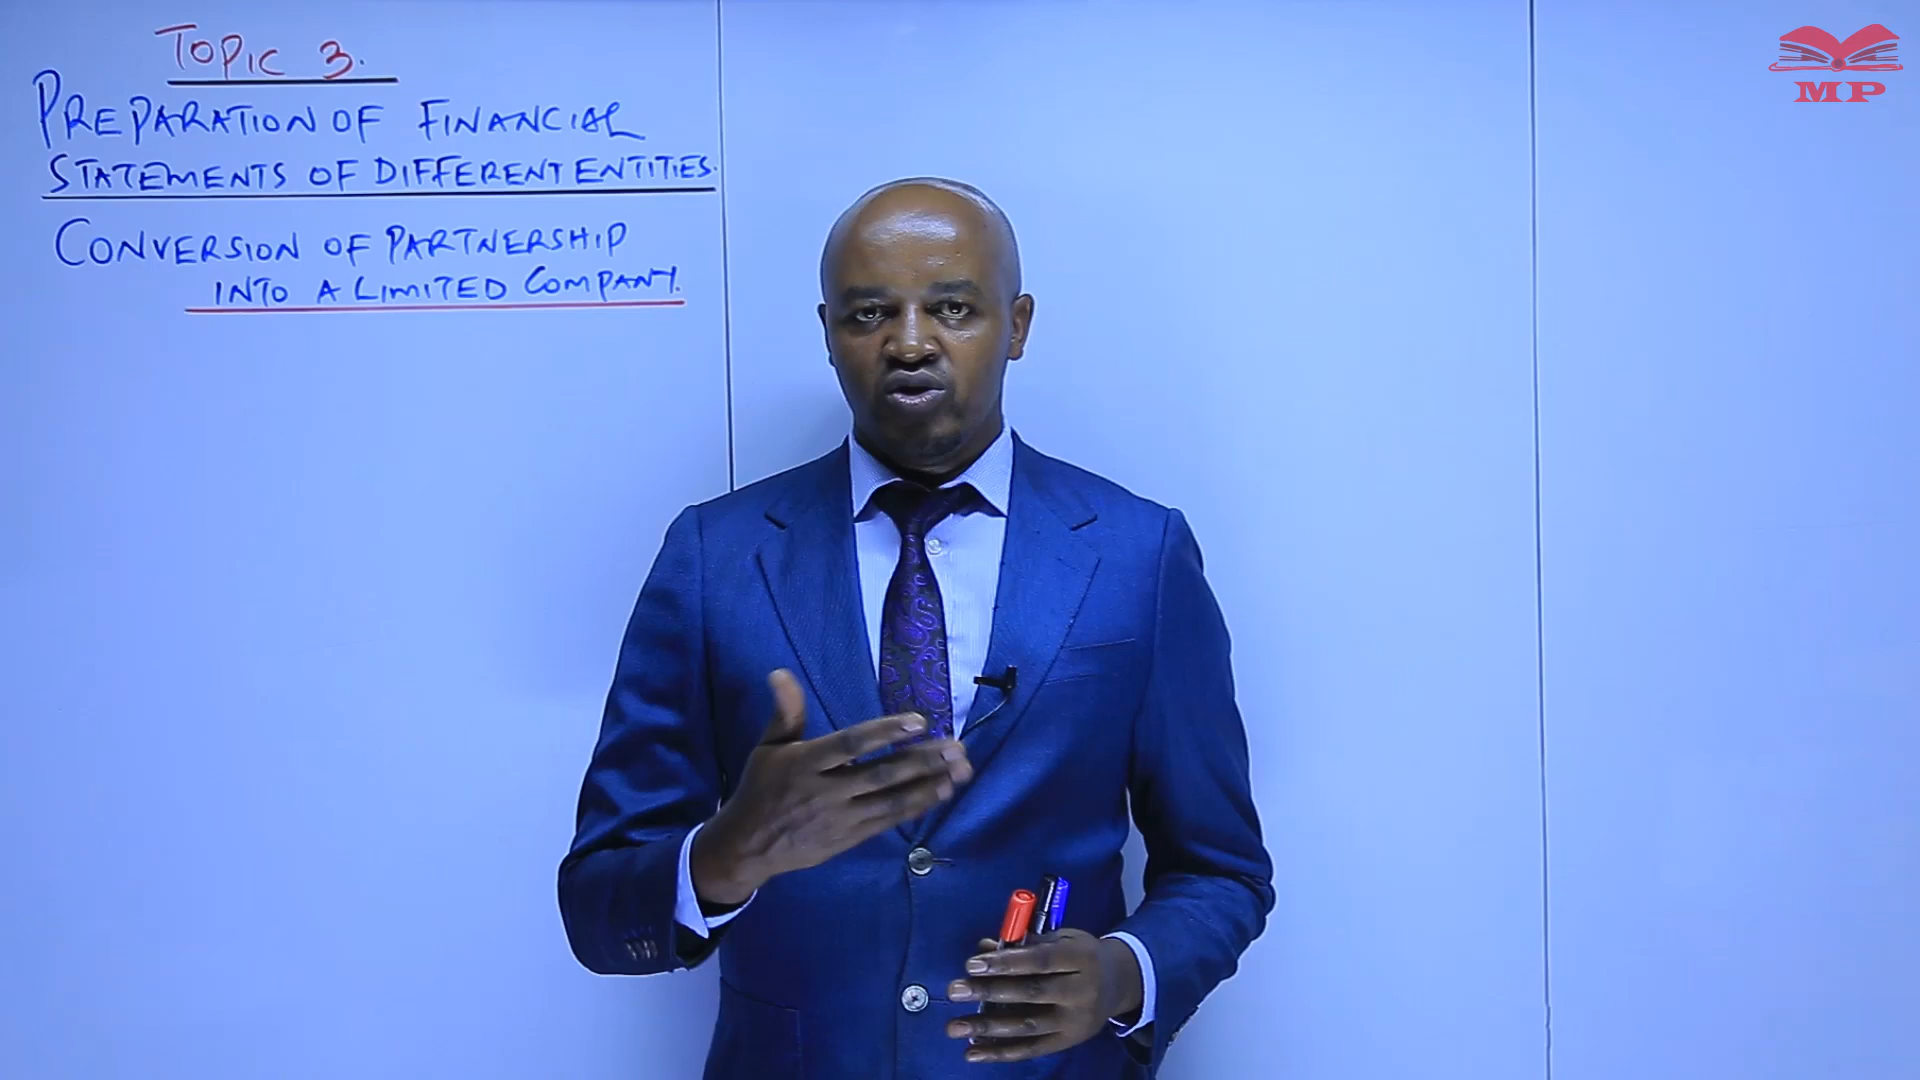 TOPIC 3.
PREPARATION OF FINANCIAL
STATEMENTS OF DIFFERENT ENTITIES.
CONVERSION OF PARTNERSHIP
INTO A LIMITED COMPANY.
MP